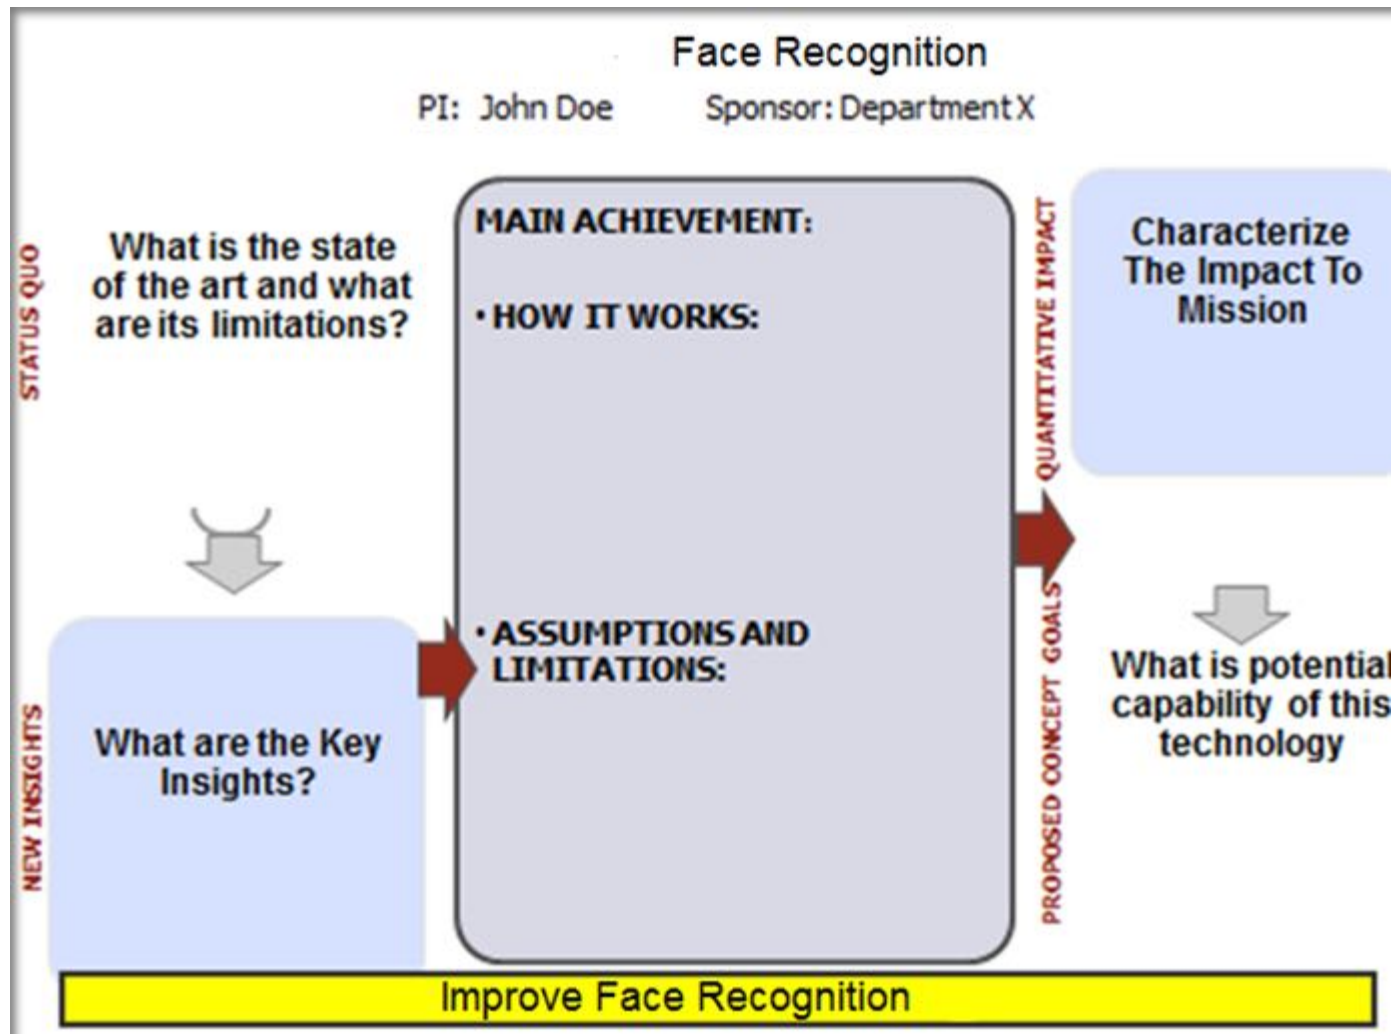 Face Recognition
PI: John Doe Sponsor: Department X
STATUS QUO
What is the state
of the art and what
are its limitations?
NEW INSIGHTS
What are the Key
Insights?
MAIN ACHIEVEMENT:
• HOW IT WORKS:
• ASSUMPTIONS AND
LIMITATIONS:
QUANTITATIVE IMPACT
Characterize
The Impact To
Mission
PROPOSED CONCEPT GOALS
What is potential
capability of this
technology
Improve Face Recognition